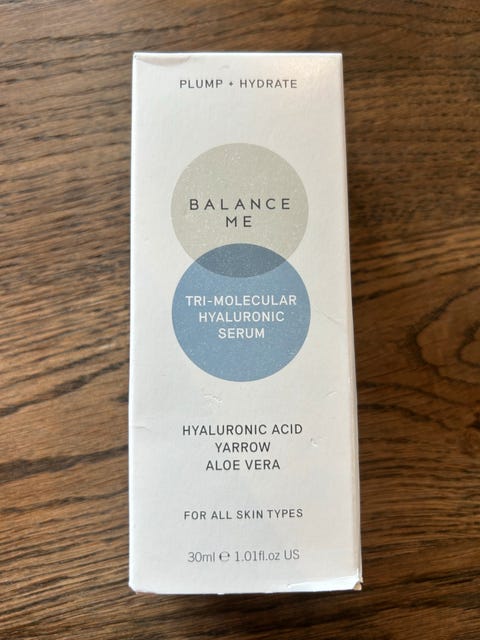 PLUMP + HYDRATE
BALANCE
ME
TRI-MOLECULAR
HYALURONIC
SERUM
HYALURONIC ACID
YARROW
ALOE VERA
FOR ALL SKIN TYPES
30ml ℮ 1.01fl.oz US